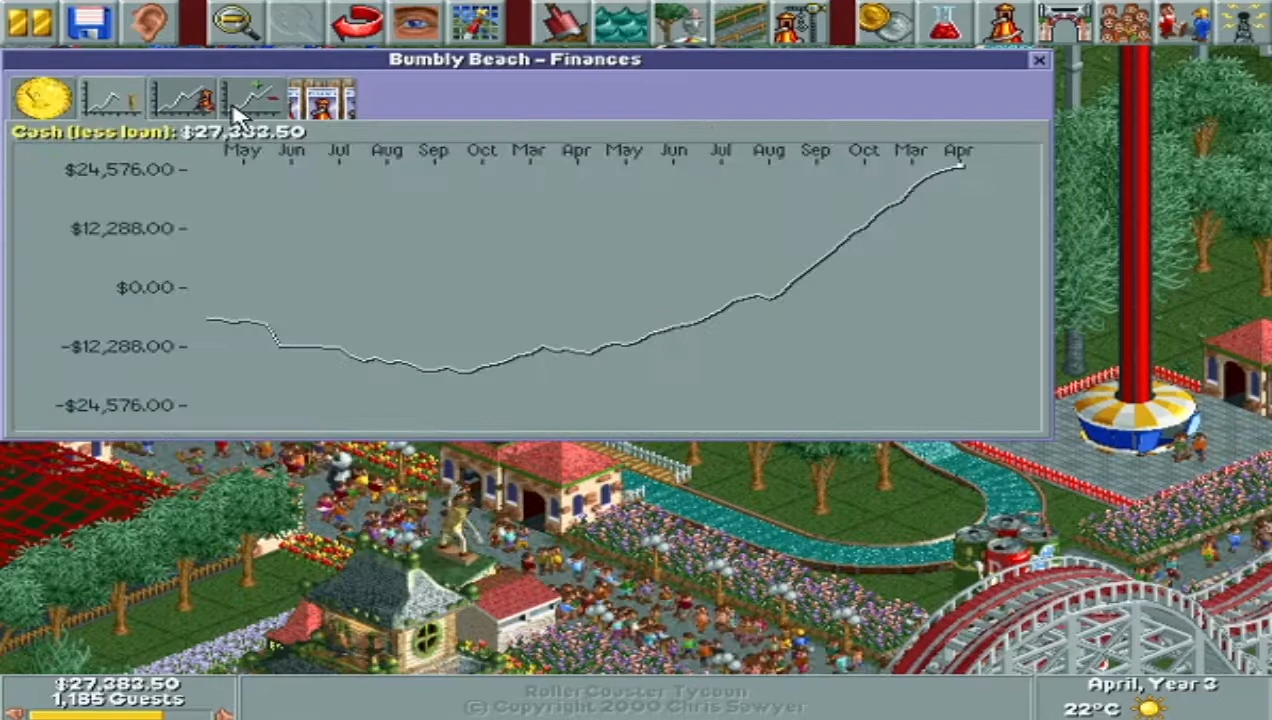 Bumbly Beach - Finances
Cash (less loan): $27,383.50
May Jun Jul Aug Sep Oct Mar Apr May Jun Jul Aug Sep Oct Mar Apr
$24,576.00 -
$12,288.00 -
$0.00 -
-$12,288.00 -
-$24,576.00 -
$27,383.50
1,185 Guests
RollerCoaster Tycoon
(C) Copyright 2000 Chris Sawyer
April, Year 3
22°C